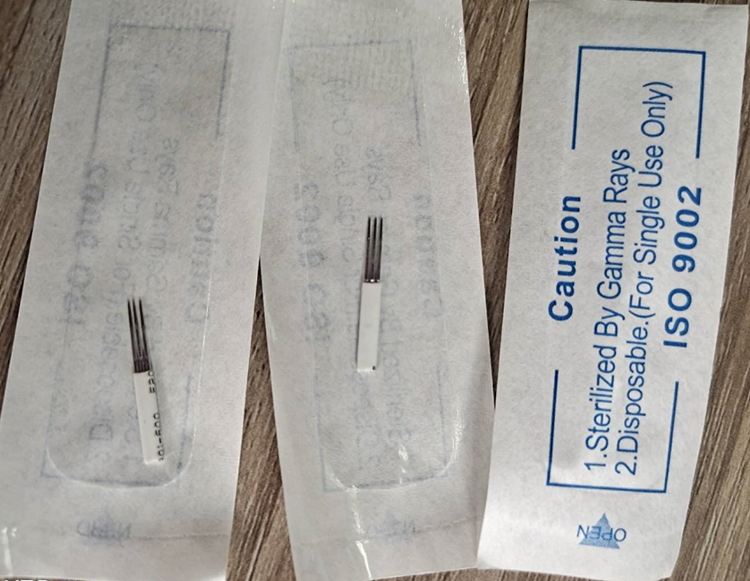 Caution
1.Sterilized By Gamma Rays
2.Disposable.(For Single Use Only)
ISO 9002
OPEN